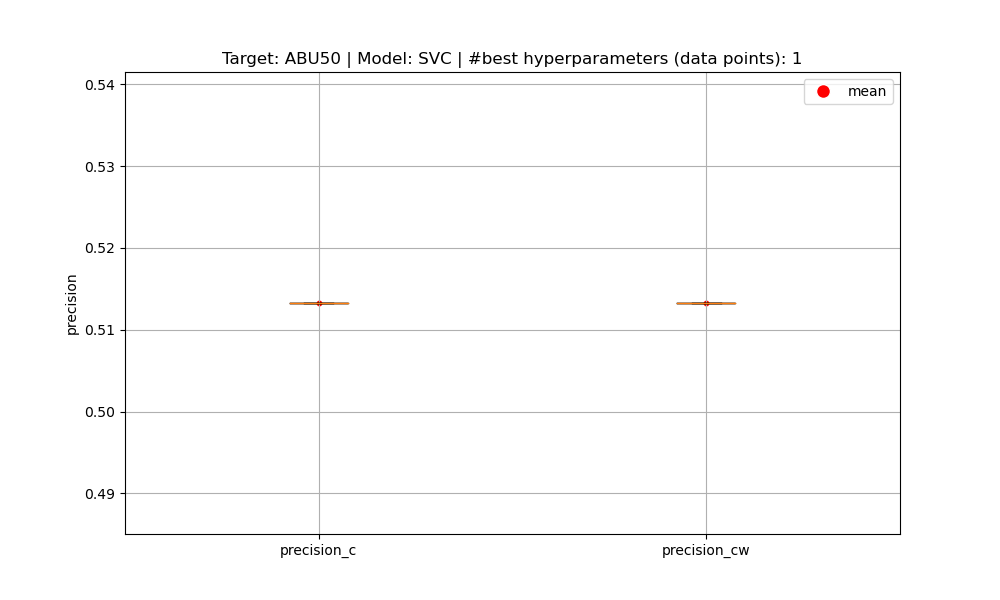 Target: ABU50 | Model: SVC | #best hyperparameters (data points): 1
mean
0.54
0.53
0.52
0.51
0.50
0.49
precision
precision_c
precision_cw